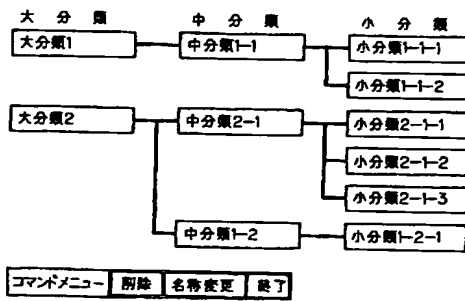 大分類 中分類 小分類
大分類1 中分類1-1 小分類1-1-1
小分類1-1-2
大分類2 中分類2-1 小分類2-1-1
小分類2-1-2
小分類2-1-3
中分類1-2 小分類1-2-1
コマンドメニュー 削除 名称変更 終了